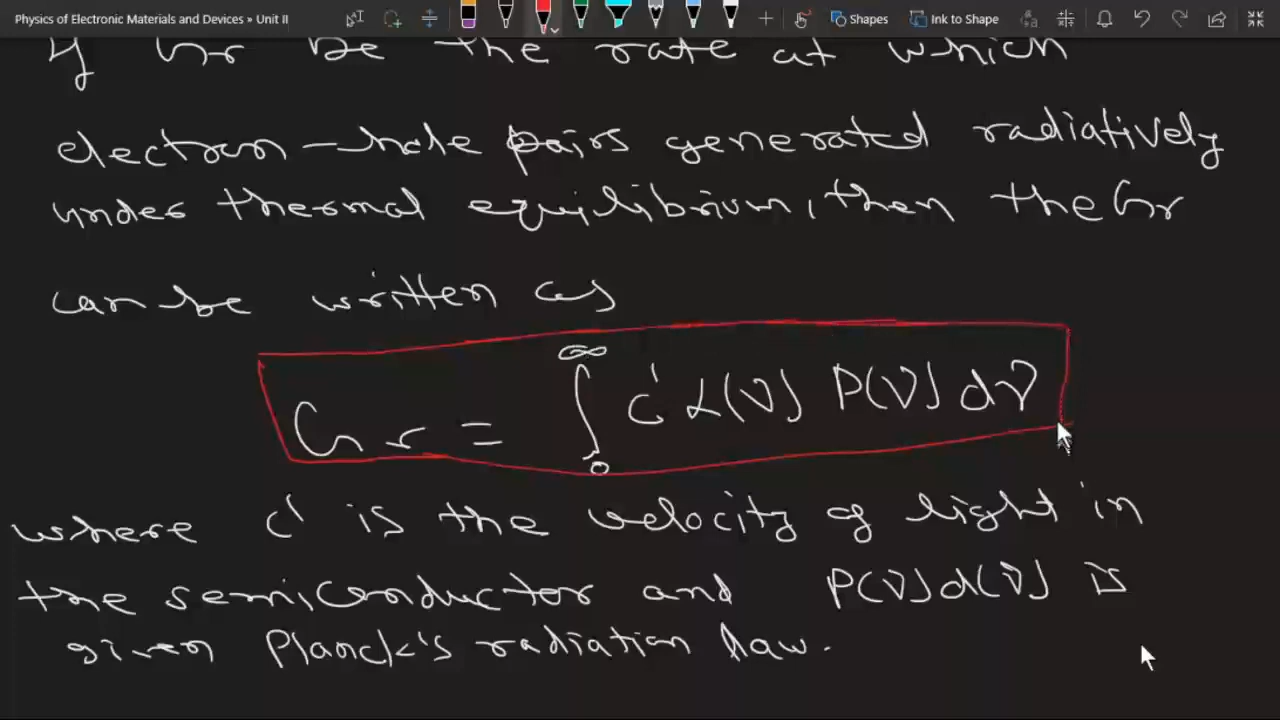 Physics of Electronic Materials and Devices » Unit II
Shapes
Ink to Shape
If Gr be the rate at which
electron-hole pairs generated radiatively
under thermal equilibrium, then the Gr
can be written as
Gr = ∫₀^∞ c' α(ν) P(ν) dν
where c' is the velocity of light in
the semiconductor and P(ν)d(ν) is
given Planck's radiation law.